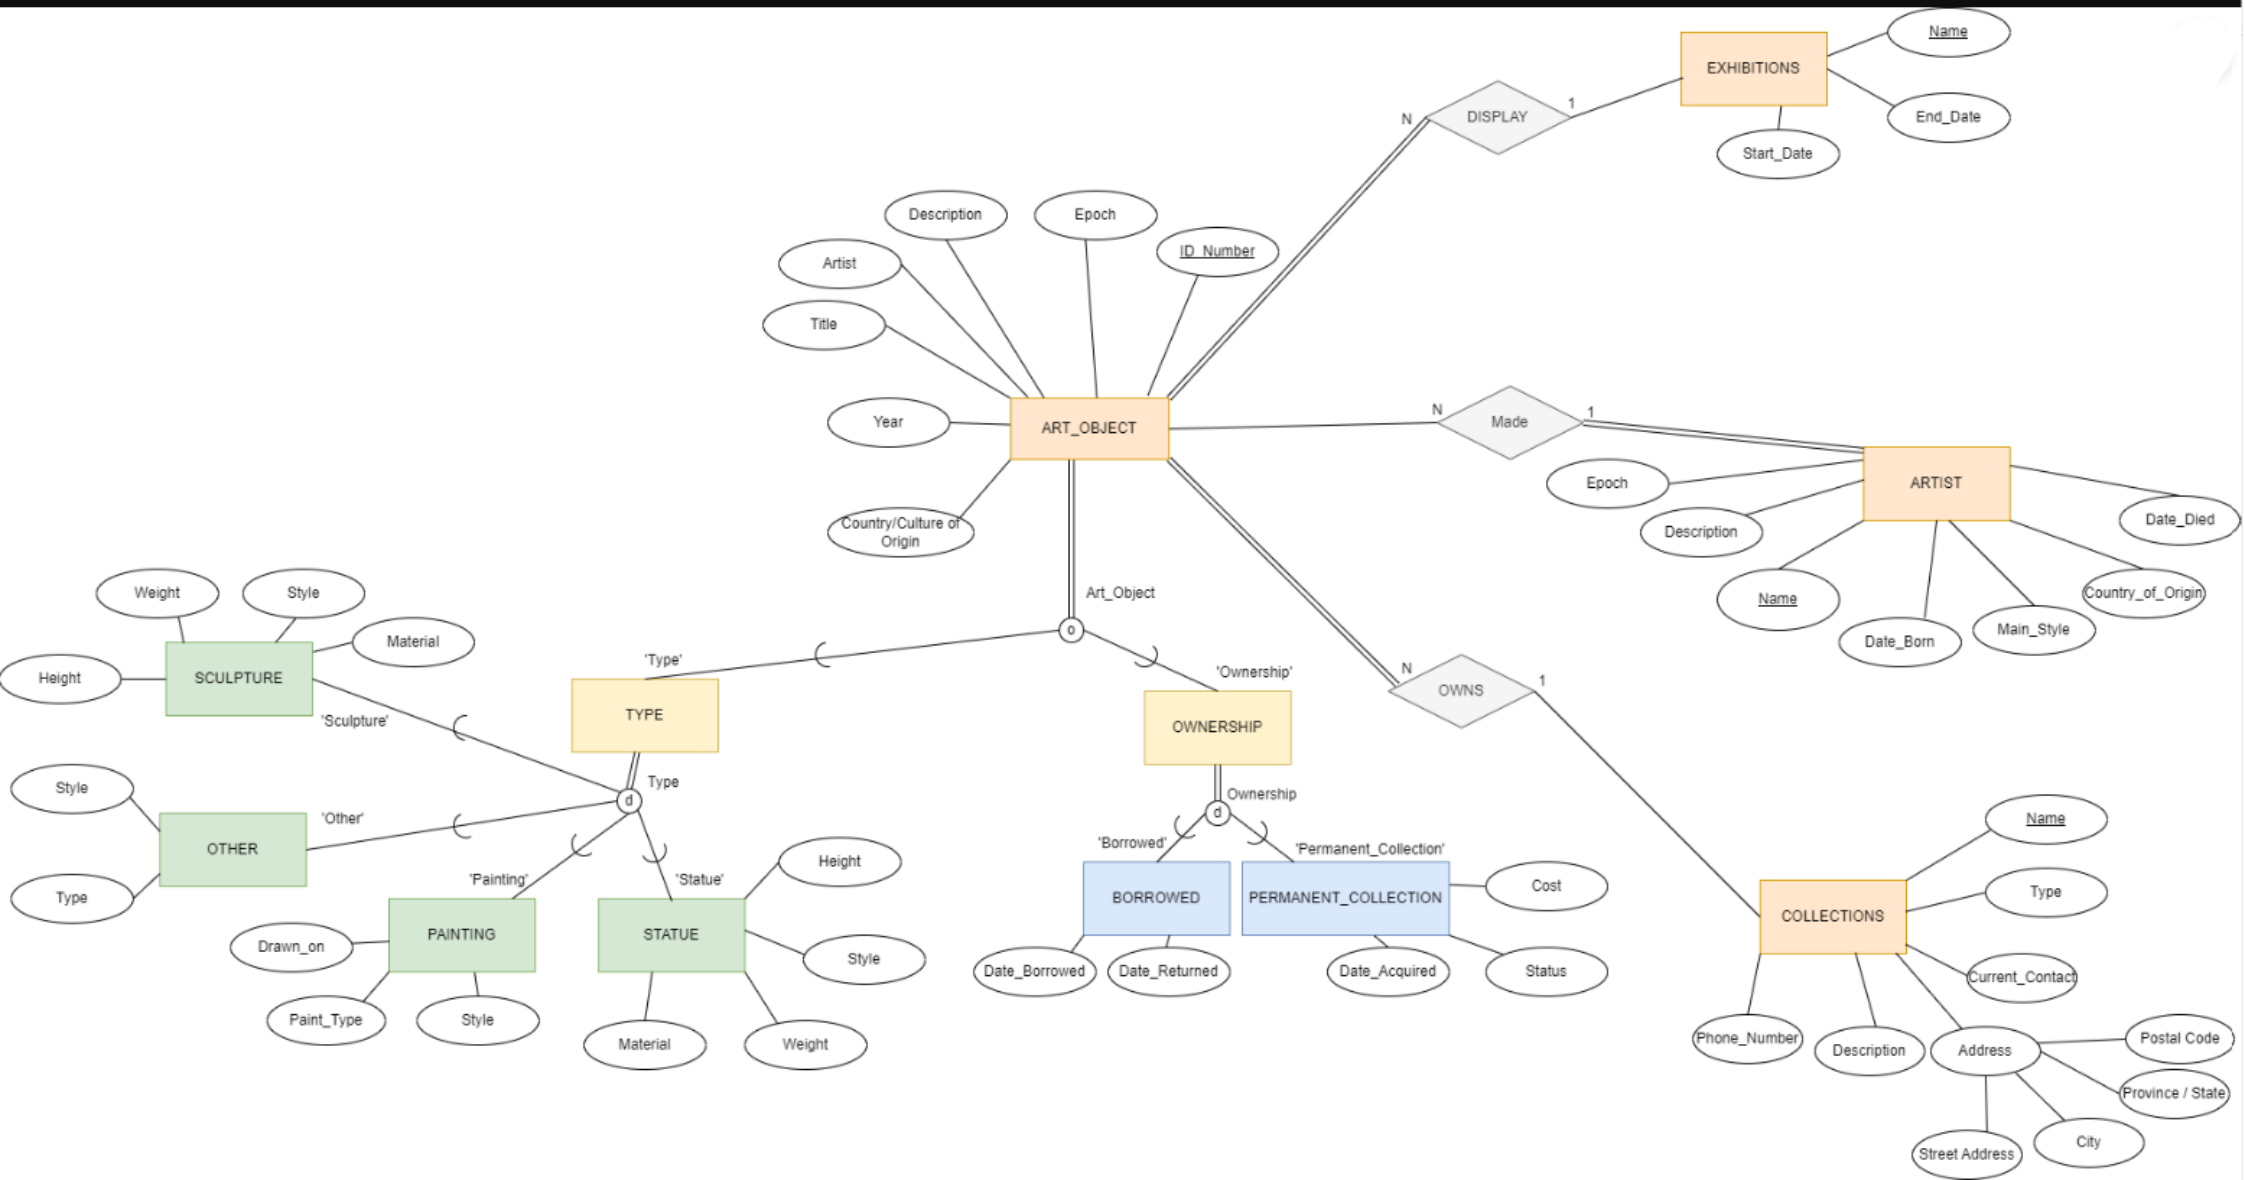 Name
EXHIBITIONS
End_Date
Start_Date
DISPLAY
N
1
Description
Epoch
ID_Number
Artist
Title
Year
ART_OBJECT
Country/Culture of
Origin
N
Made
1
Epoch
ARTIST
Date_Died
Description
Name
Date_Born
Main_Style
Country_of_Origin
Art_Object
o
'Type'
'Ownership'
Weight
Style
Material
Height
SCULPTURE
'Sculpture'
TYPE
OWNERSHIP
N
OWNS
1
Type
d
Ownership
d
Style
'Other'
OTHER
Type
'Painting'
'Statue'
Height
Drawn_on
PAINTING
STATUE
Style
Paint_Type
Style
Material
Weight
'Borrowed'
'Permanent_Collection'
BORROWED
PERMANENT_COLLECTION
Cost
Date_Borrowed
Date_Returned
Date_Acquired
Status
Name
Type
COLLECTIONS
Current_Contact
Phone_Number
Description
Address
Postal Code
Province / State
City
Street Address